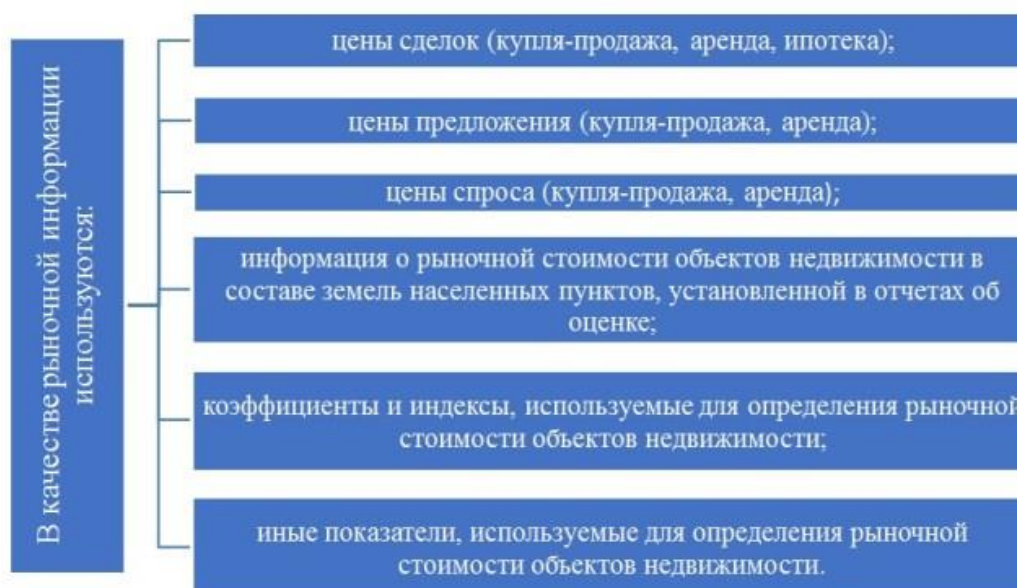 В качестве рыночной информации
используются:
цены сделок (купля-продажа, аренда, ипотека);
цены предложения (купля-продажа, аренда);
цены спроса (купля-продажа, аренда);
информация о рыночной стоимости объектов недвижимости в
составе земель населенных пунктов, установленной в отчетах об
оценке;
коэффициенты и индексы, используемые для определения рыночной
стоимости объектов недвижимости;
иные показатели, используемые для определения рыночной
стоимости объектов недвижимости.